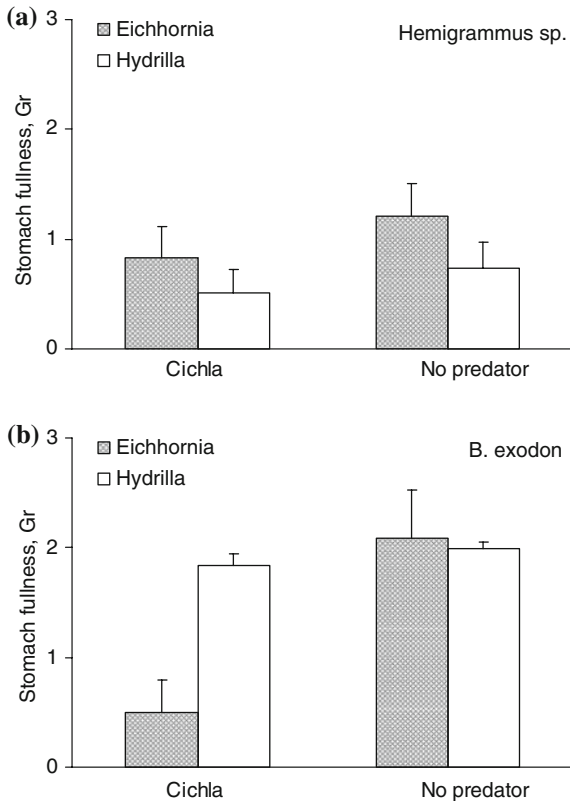 (a)
3
Eichhornia
Hydrilla
Hemigrammus sp.
Stomach fullness, Gr
2
1
0
Cichla
No predator
(b)
3
Eichhornia
Hydrilla
B. exodon
Stomach fullness, Gr
2
1
0
Cichla
No predator